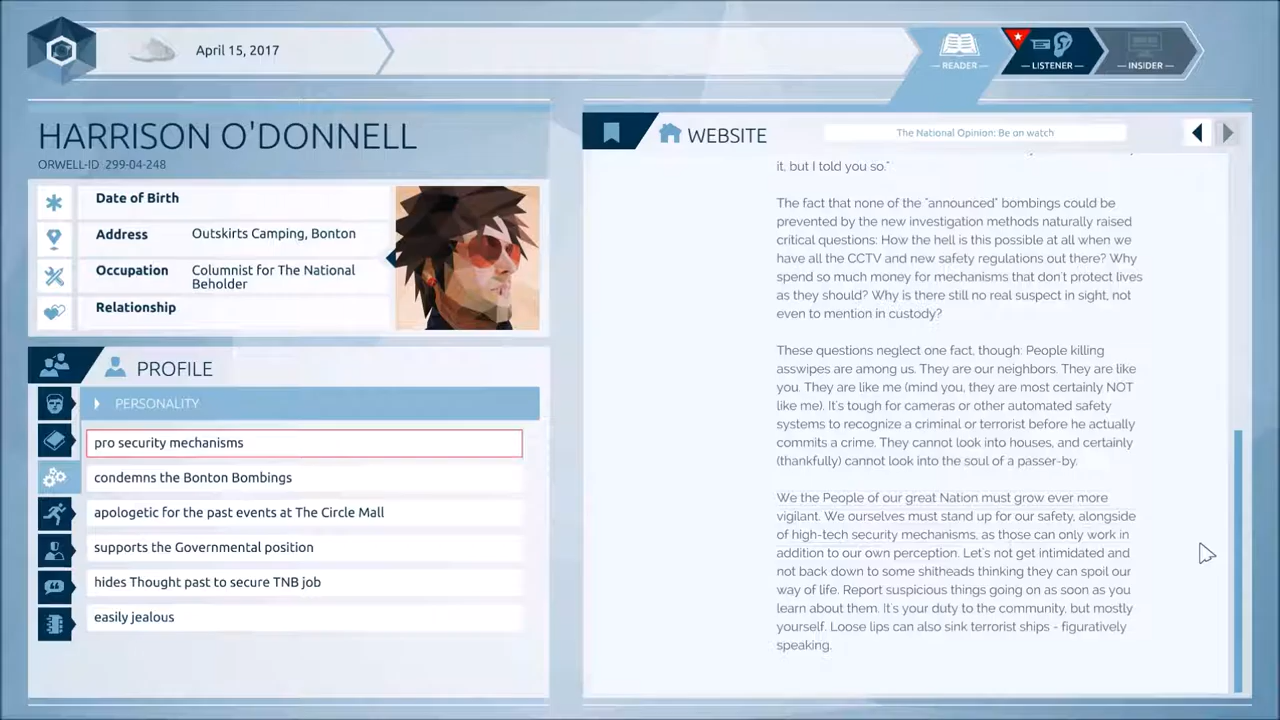 April 15, 2017
— READER —
— LISTENER —
— INSIDER —
HARRISON O'DONNELL
ORWELL-ID 299-04-248
Date of Birth
Address Outskirts Camping, Bonton
Occupation Columnist for The National
Beholder
Relationship
PROFILE
PERSONALITY
pro security mechanisms
condemns the Bonton Bombings
apologetic for the past events at The Circle Mall
supports the Governmental position
hides Thought past to secure TNB job
easily jealous
WEBSITE
The National Opinion: Be on watch
it, but I told you so."
The fact that none of the "announced" bombings could be
prevented by the new investigation methods naturally raised
critical questions: How the hell is this possible at all when we
have all the CCTV and new safety regulations out there? Why
spend so much money for mechanisms that don't protect lives
as they should? Why is there still no real suspect in sight, not
even to mention in custody?
These questions neglect one fact, though: People killing
asswipes are among us. They are our neighbors. They are like
you. They are like me (mind you, they are most certainly NOT
like me). It's tough for cameras or other automated safety
systems to recognize a criminal or terrorist before he actually
commits a crime. They cannot look into houses, and certainly
(thankfully) cannot look into the soul of a passer-by.
We the People of our great Nation must grow ever more
vigilant. We ourselves must stand up for our safety, alongside
of high-tech security mechanisms, as those can only work in
addition to our own perception. Let's not get intimidated and
not back down to some shitheads thinking they can spoil our
way of life. Report suspicious things going on as soon as you
learn about them. It's your duty to the community, but mostly
yourself. Loose lips can also sink terrorist ships - figuratively
speaking.